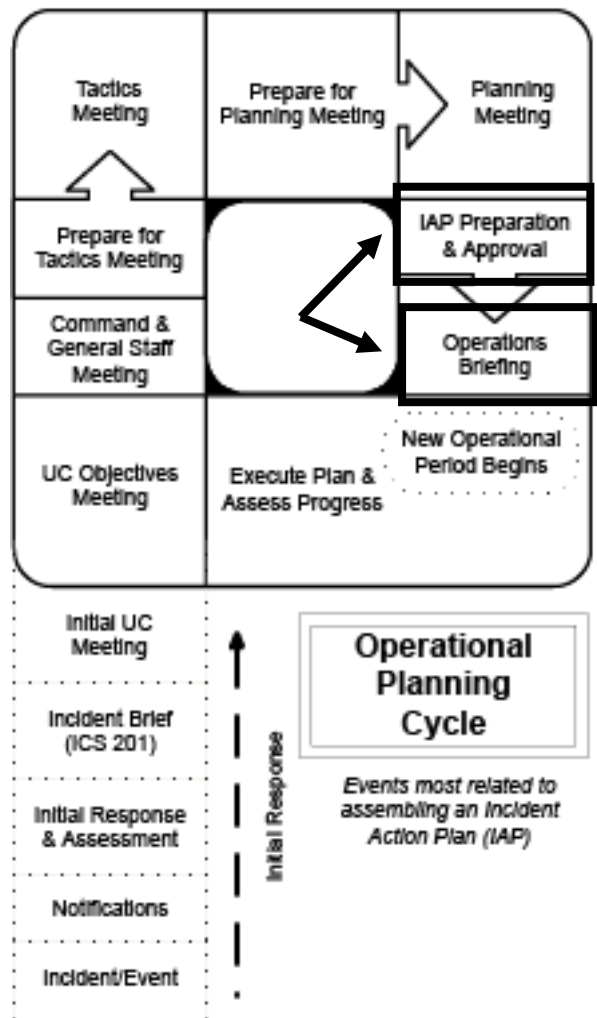 Tactics
Meeting
Prepare for
Planning Meeting
Planning
Meeting
Prepare for
Tactics Meeting
IAP Preparation
& Approval
Command &
General Staff
Meeting
Operations
Briefing
UC Objectives
Meeting
Execute Plan &
Assess Progress
New Operational
Period Begins
Initial UC
Meeting
Incident Brief
(ICS 201)
Initial Response
& Assessment
Notifications
Incident/Event
Initial Response
Operational
Planning
Cycle
Events most related to
assembling an Incident
Action Plan (IAP)